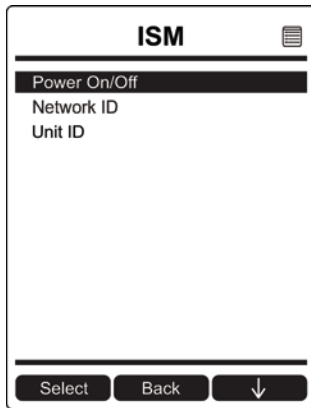 ISM
Power On/Off
Network ID
Unit ID
Select Back ↓